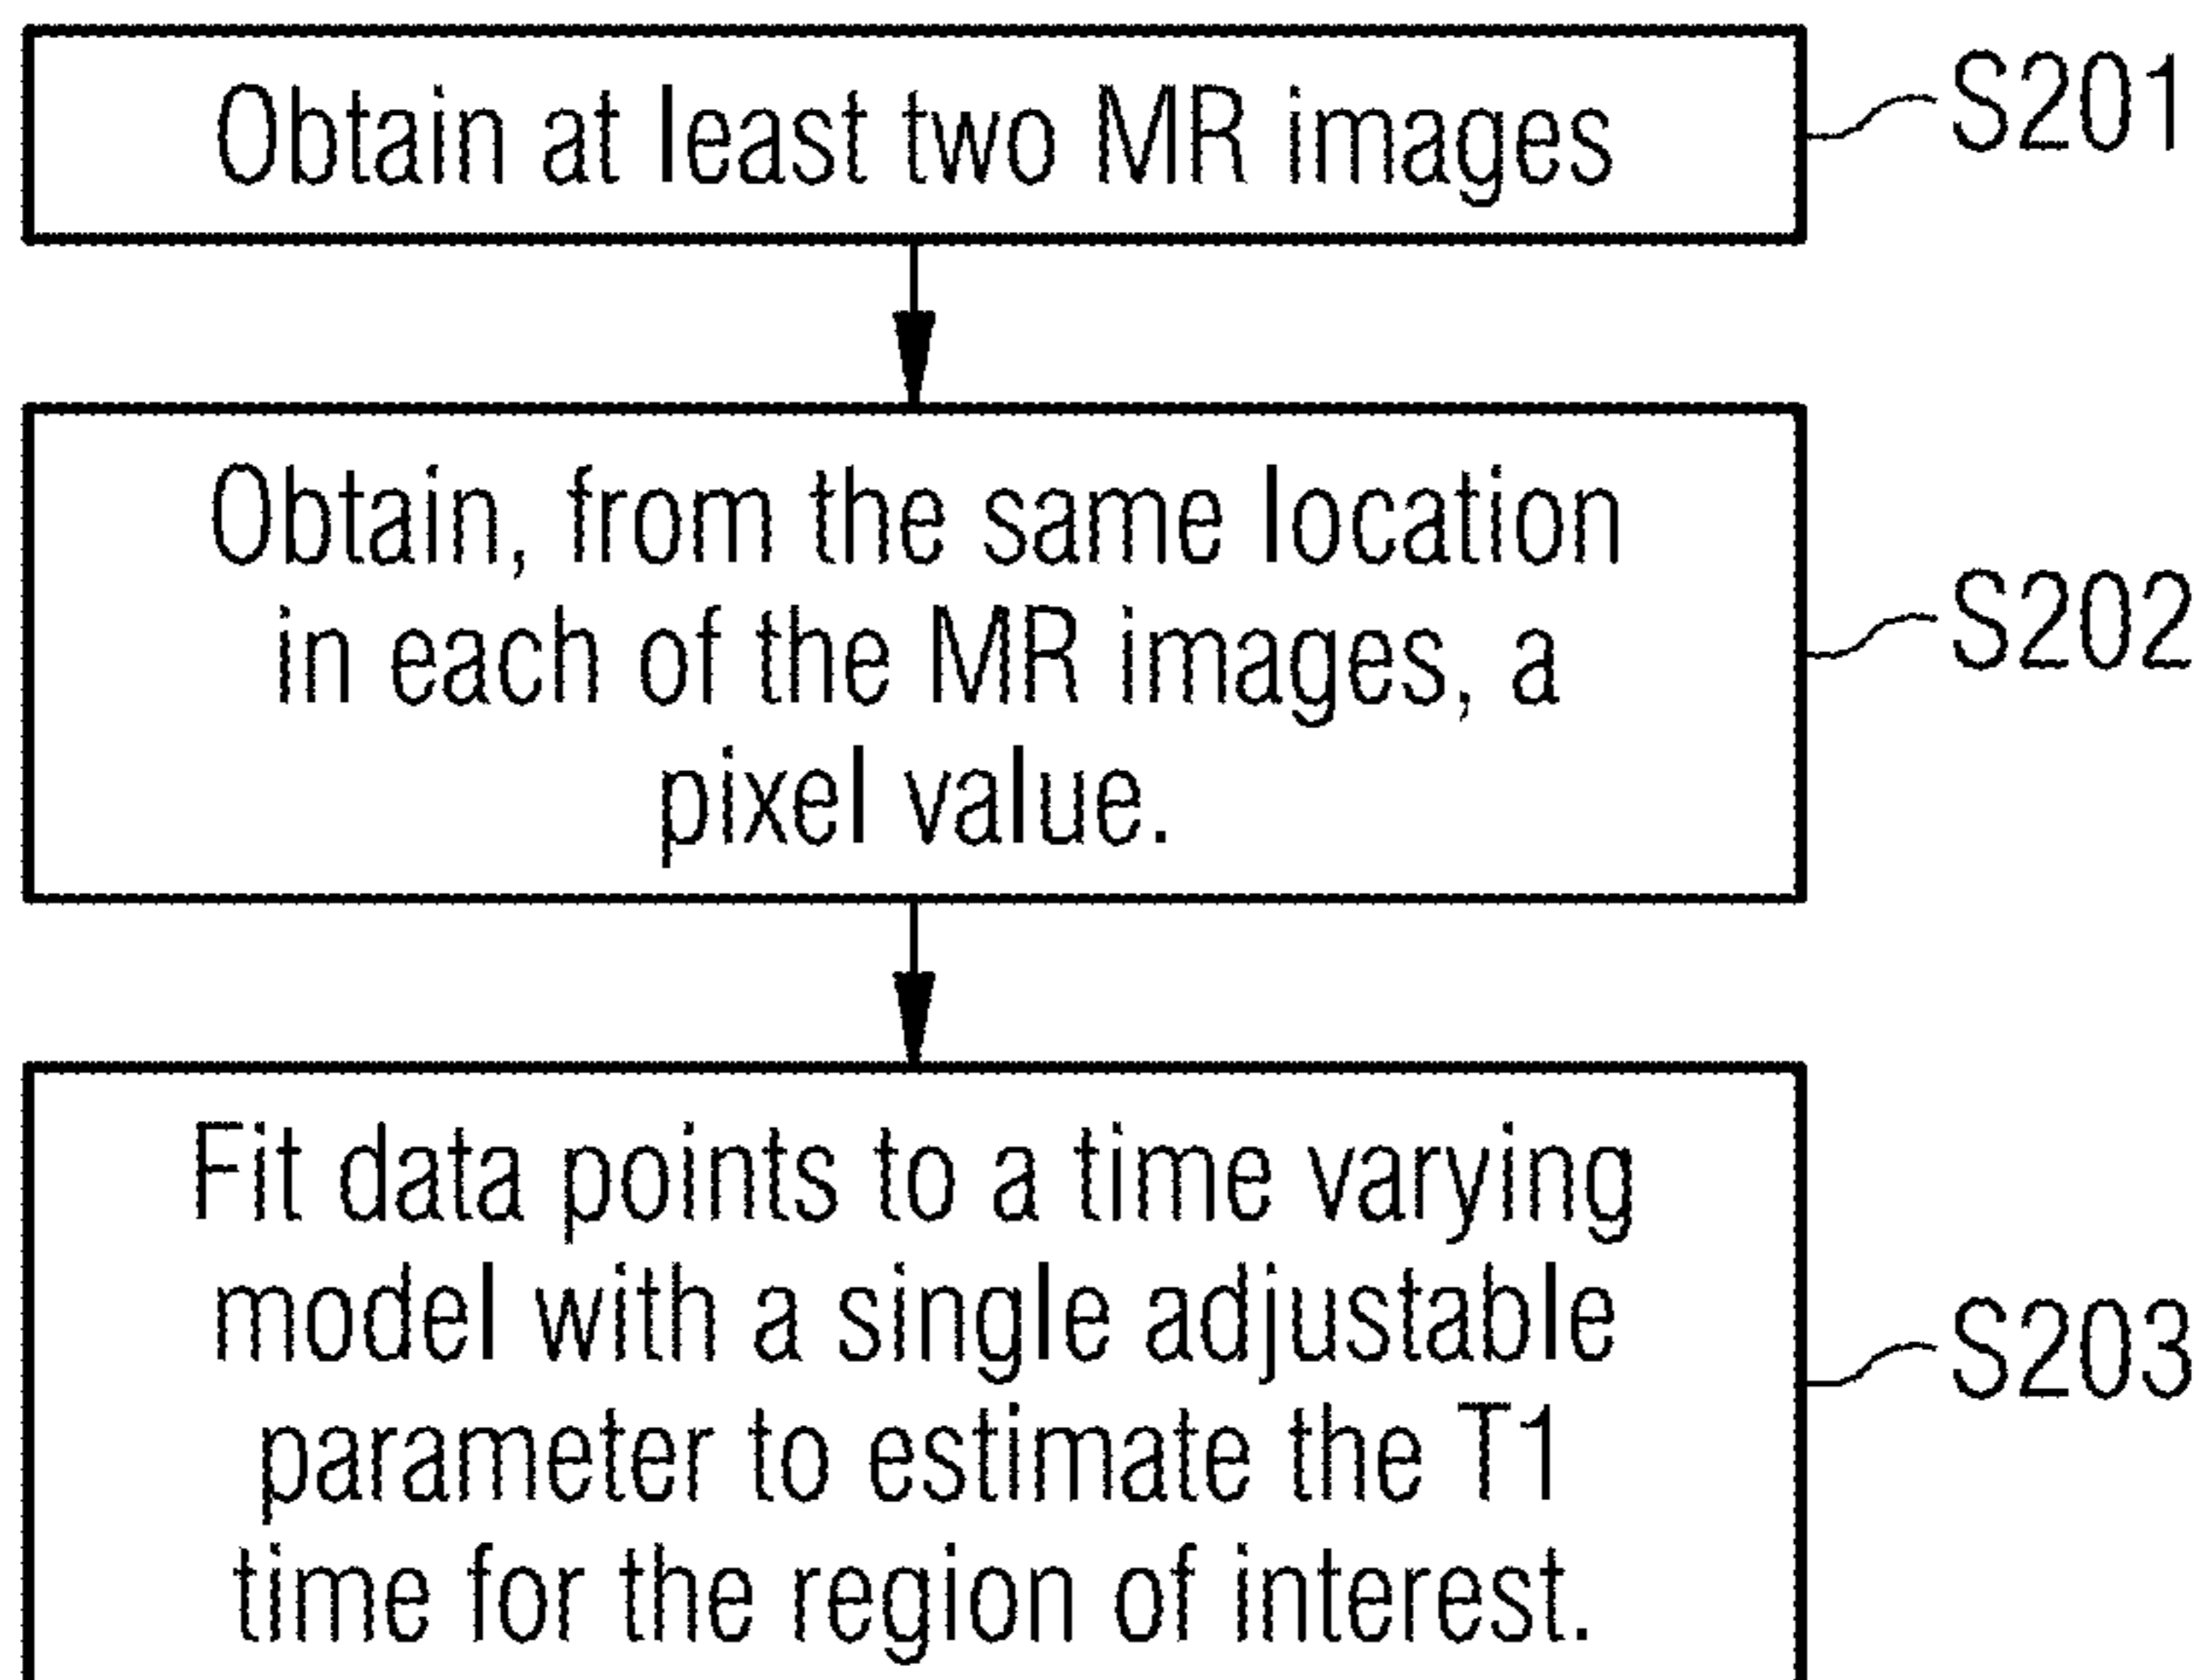 Obtain at least two MR images
S201
Obtain, from the same location
in each of the MR images, a
pixel value.
S202
Fit data points to a time varying
model with a single adjustable
parameter to estimate the T1
time for the region of interest.
S203